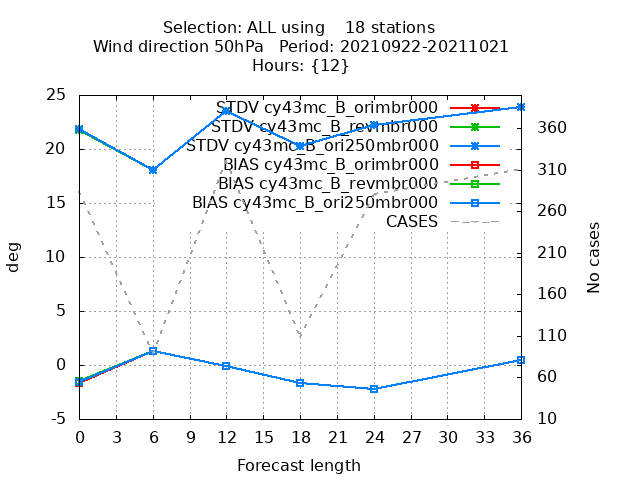 Selection: ALL using 18 stations
Wind direction 50hPa Period: 20210922-20211021
Hours: {12}
STDV cy43mc_B_orimbr000
STDV cy43mc_B_revmbr000
STDV cy43mc_B_ori250mbr000
BIAS cy43mc_B_orimbr000
BIAS cy43mc_B_revmbr000
BIAS cy43mc_B_ori250mbr000
CASES
25
20
15
10
5
0
-5
deg
360
310
260
210
160
110
60
10
No cases
0 3 6 9 12 15 18 21 24 27 30 33 36
Forecast length